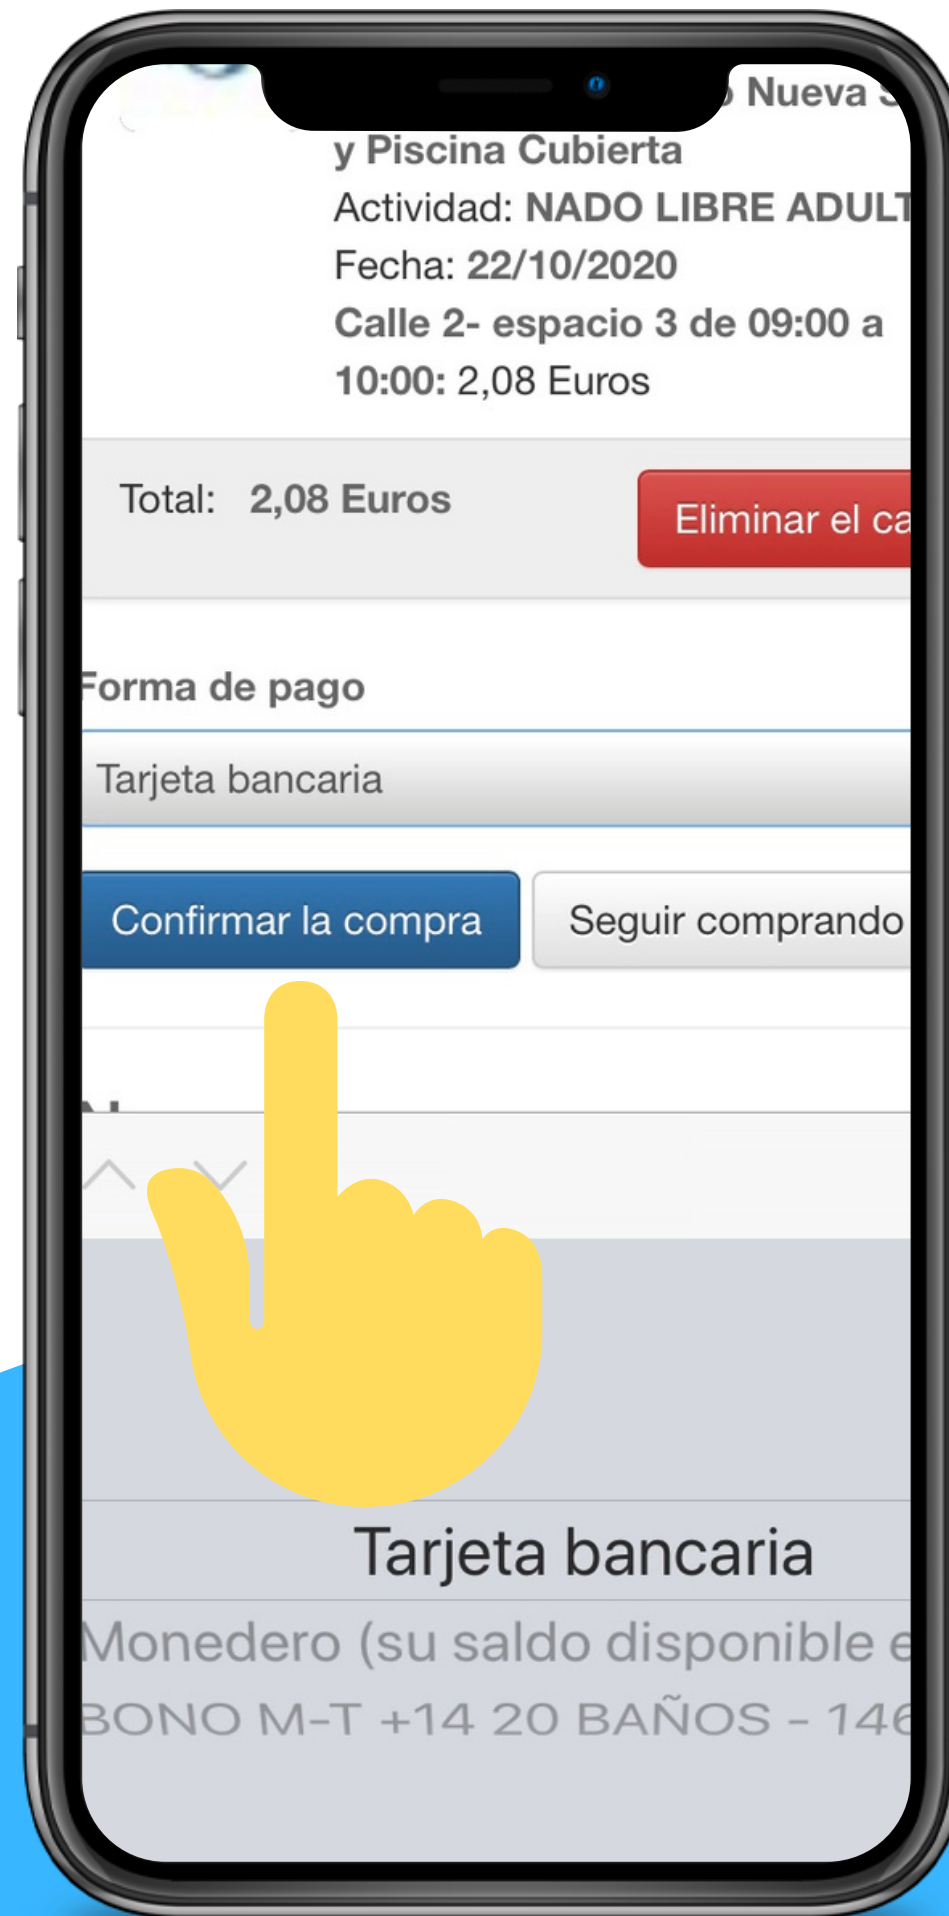 Nueva
y Piscina Cubierta
Actividad: NADO LIBRE ADULT
Fecha: 22/10/2020
Calle 2- espacio 3 de 09:00 a
10:00: 2,08 Euros
Total: 2,08 Euros
Eliminar el ca
Forma de pago
Tarjeta bancaria
Confirmar la compra
Seguir comprando
Tarjeta bancaria
Monedero (su saldo disponible e
BONO M-T +14 20 BAÑOS - 146